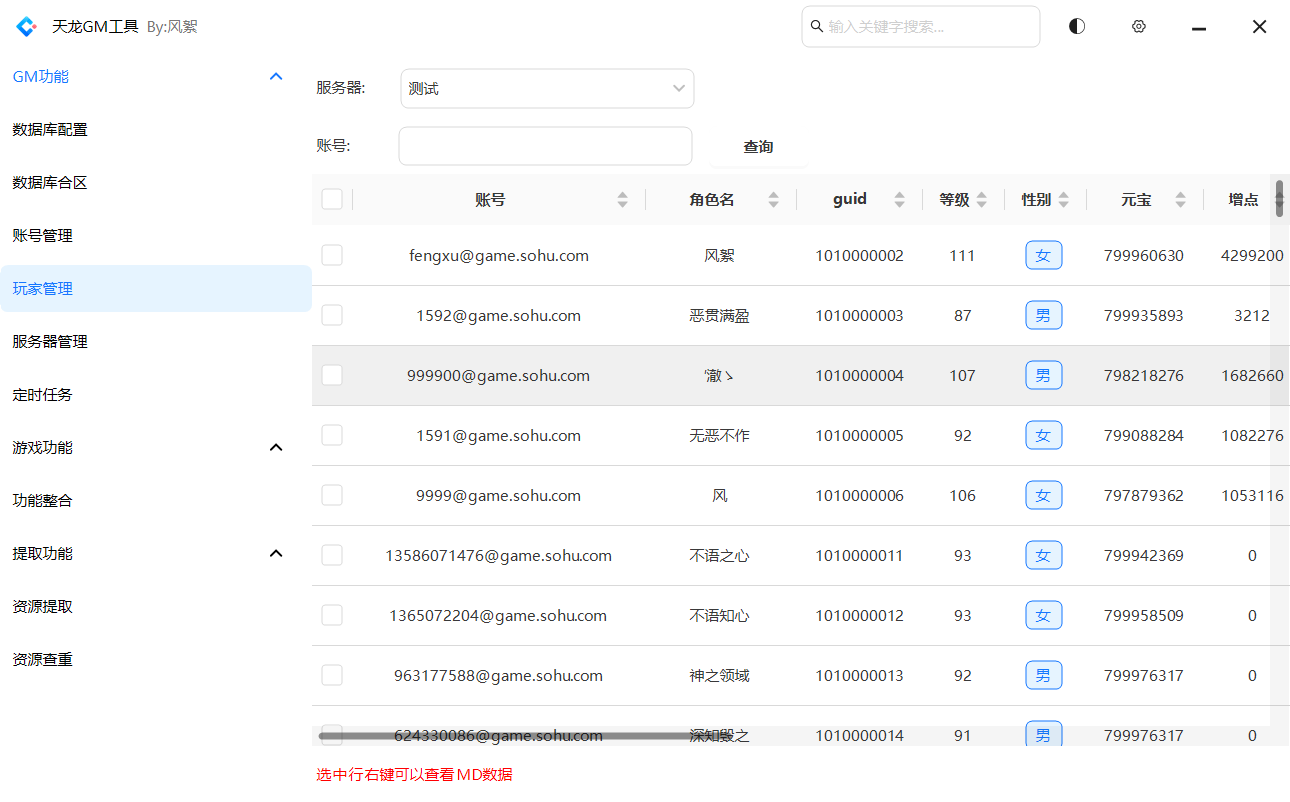 天龙GM工具 By:风絮
输入关键字搜索...
GM功能
数据库配置
数据库合区
账号管理
玩家管理
服务器管理
定时任务
游戏功能
功能整合
提取功能
资源提取
资源查重
服务器: 测试
账号: 查询
账号 角色名 guid 等级 性别 元宝 增点
fengxu@game.sohu.com 风絮 1010000002 111 女 799960630 4299200
1592@game.sohu.com 恶贯满盈 1010000003 87 男 799935893 3212
999900@game.sohu.com 1010000004 107 男 798218276 1682660
1591@game.sohu.com 无恶不作 1010000005 92 女 799088284 1082276
9999@game.sohu.com 风 1010000006 106 女 797879362 1053116
13586071476@game.sohu.com 不语之心 1010000011 93 女 799942369 0
1365072204@game.sohu.com 不语知心 1010000012 93 女 799958509 0
963177588@game.sohu.com 神之领域 1010000013 92 男 799976317 0
624330086@game.sohu.com 深知毁之 1010000014 91 男 799976317 0
选中行右键可以查看MD数据